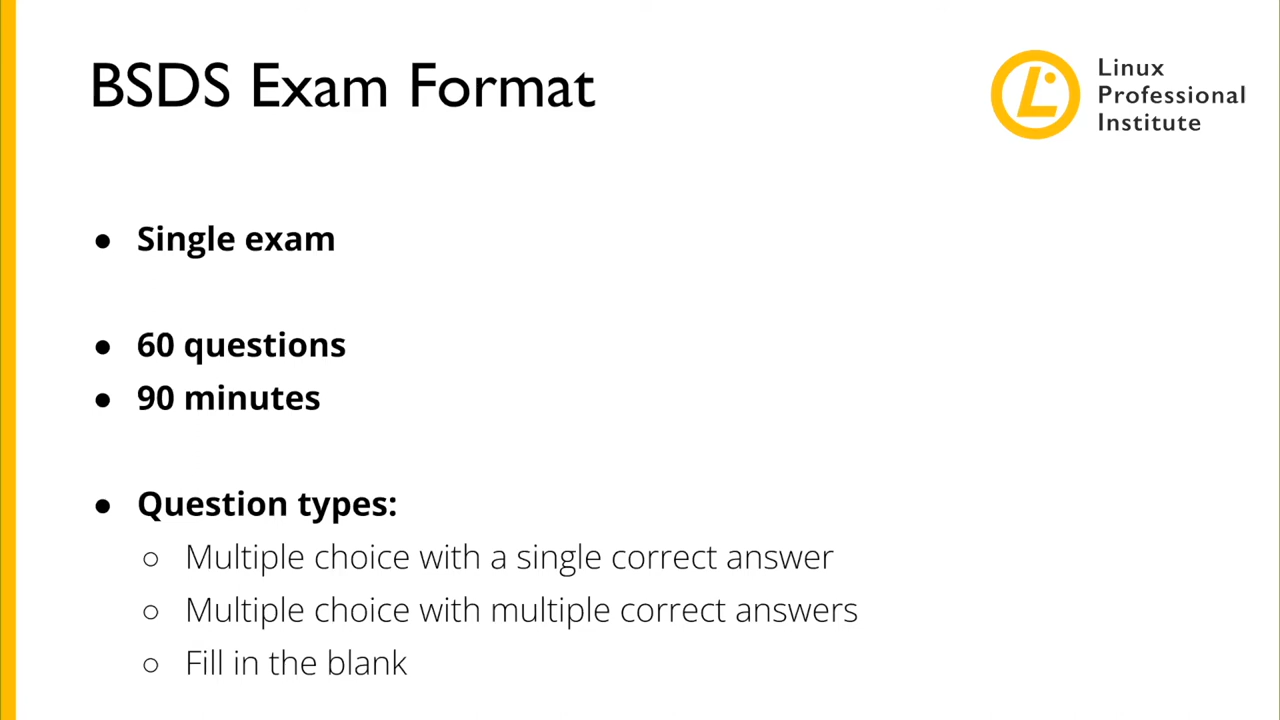 BSDS Exam Format
Linux
Professional
Institute
● Single exam
● 60 questions
● 90 minutes
● Question types:
○ Multiple choice with a single correct answer
○ Multiple choice with multiple correct answers
○ Fill in the blank